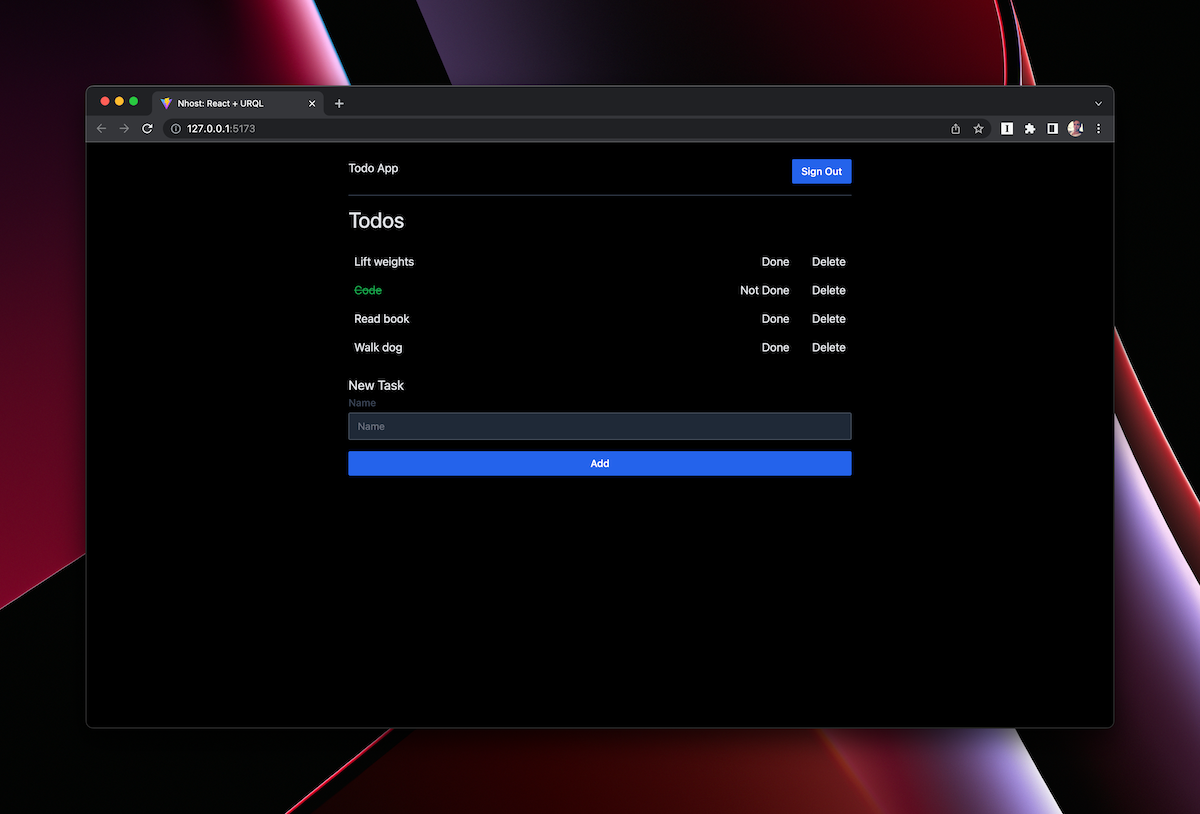 Nhost: React + URQL
127.0.0.1:5173
Todo App Sign Out
Todos
Lift weights Done Delete
Code Not Done Delete
Read book Done Delete
Walk dog Done Delete
New Task
Name
Name
Add